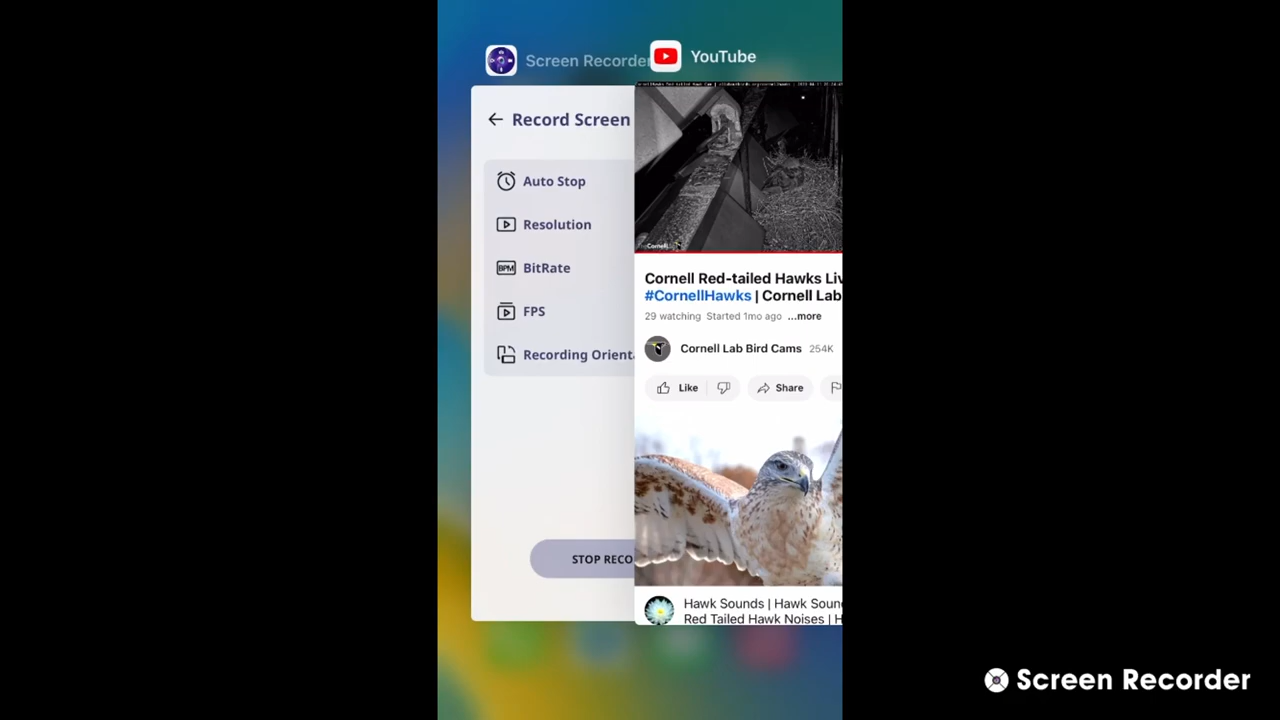 Screen Recorder
YouTube
Record Screen
Auto Stop
Resolution
BitRate
BPM
FPS
Recording Orient
STOP RECO
Cornell
Cornell Red-tailed Hawks Liv
#CornellHawks | Cornell Lab
29 watching Started 1mo ago ...more
Cornell Lab Bird Cams 254K
Like
Share
Hawk Sounds | Hawk Soun
Red Tailed Hawk Noises | H
Screen Recorder